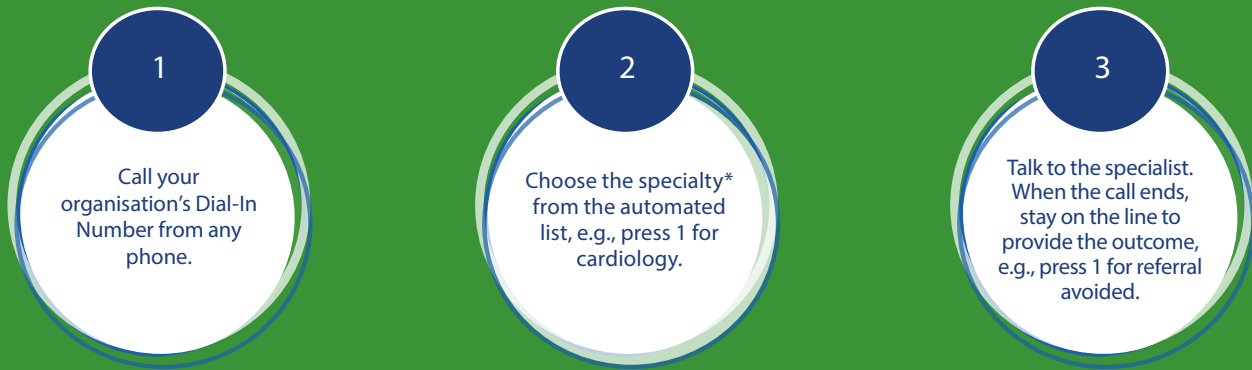 1
Call your
organisation's Dial-In
Number from any
phone.
2
Choose the specialty*
from the automated
list, e.g., press 1 for
cardiology.
3
Talk to the specialist.
When the call ends,
stay on the line to
provide the outcome,
e.g., press 1 for referral
avoided.